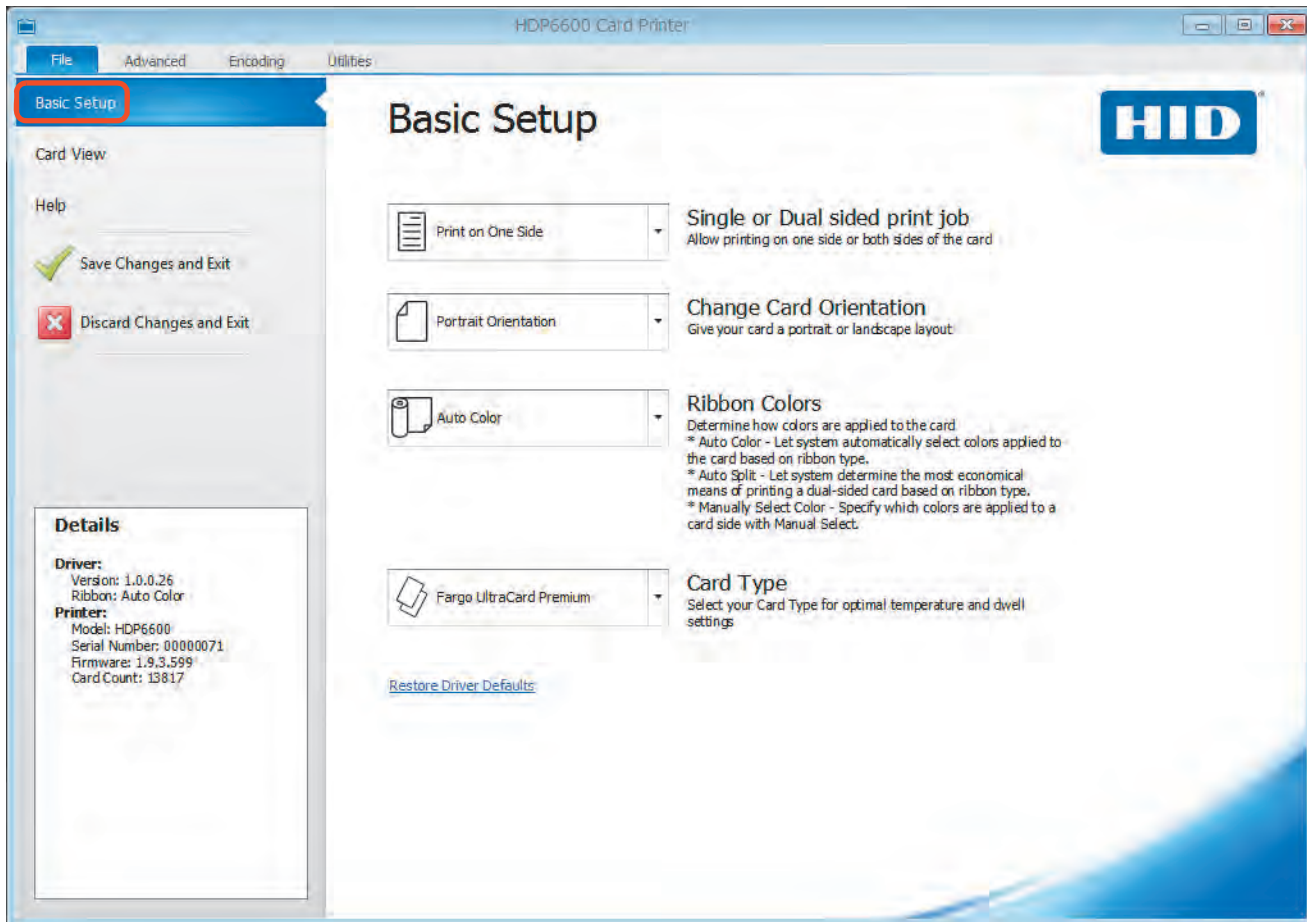 HDP6600 Card Printer
File Advanced Encoding Utilities
Basic Setup
Card View
Help
Save Changes and Exit
Discard Changes and Exit
Details
Driver:
Version: 1.0.0.26
Ribbon: Auto Color
Printer:
Model: HDP6600
Serial Number: 00000071
Firmware: 1.9.3.599
Card Count: 13817
Basic Setup
HID
Print on One Side
Single or Dual sided print job
Allow printing on one side or both sides of the card
Portrait Orientation
Change Card Orientation
Give your card a portrait or landscape layout
Auto Color
Ribbon Colors
Determine how colors are applied to the card
* Auto Color - Let system automatically select colors applied to
the card based on ribbon type.
* Auto Split - Let system determine the most economical
means of printing a dual-sided card based on ribbon type.
* Manually Select Color - Specify which colors are applied to a
card side with Manual Select.
Fargo UltraCard Premium
Card Type
Select your Card Type for optimal temperature and dwell
settings
Restore Driver Defaults